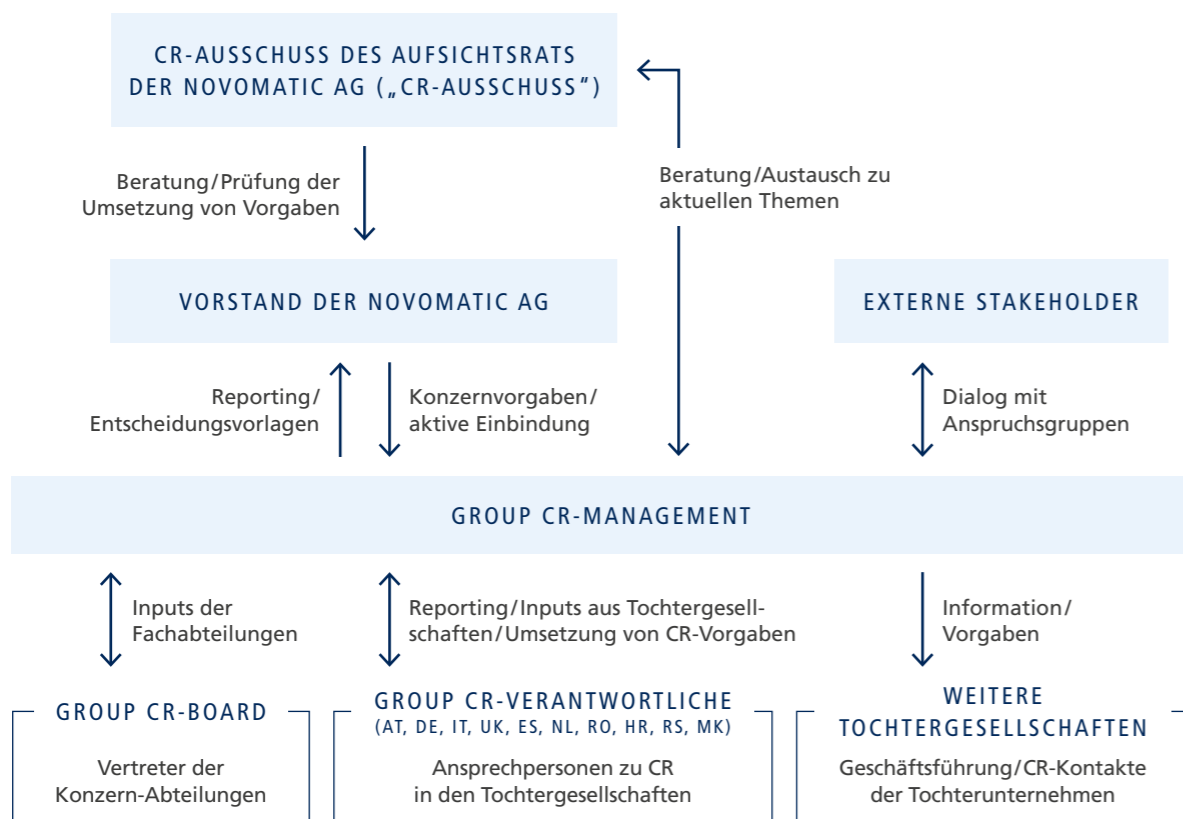 CR-AUSSCHUSS DES AUFSICHTSRATS
DER NOVOMATIC AG („CR-AUSSCHUSS“)
Beratung/Prüfung der
Umsetzung von Vorgaben
Beratung/Austausch zu
aktuellen Themen
VORSTAND DER NOVOMATIC AG
EXTERNE STAKEHOLDER
Reporting/
Entscheidungsvorlagen
Konzernvorgaben/
aktive Einbindung
Dialog mit
Anspruchsgruppen
GROUP CR-MANAGEMENT
Inputs der
Fachabteilungen
Reporting/Inputs aus Tochtergesell-
schaften/Umsetzung von CR-Vorgaben
Information/
Vorgaben
GROUP CR-BOARD
Vertreter der
Konzern-Abteilungen
GROUP CR-VERANTWORTLICHE
(AT, DE, IT, UK, ES, NL, RO, HR, RS, MK)
Ansprechpersonen zu CR
in den Tochtergesellschaften
WEITERE
TOCHTERGESELLSCHAFTEN
Geschäftsführung/CR-Kontakte
der Tochterunternehmen